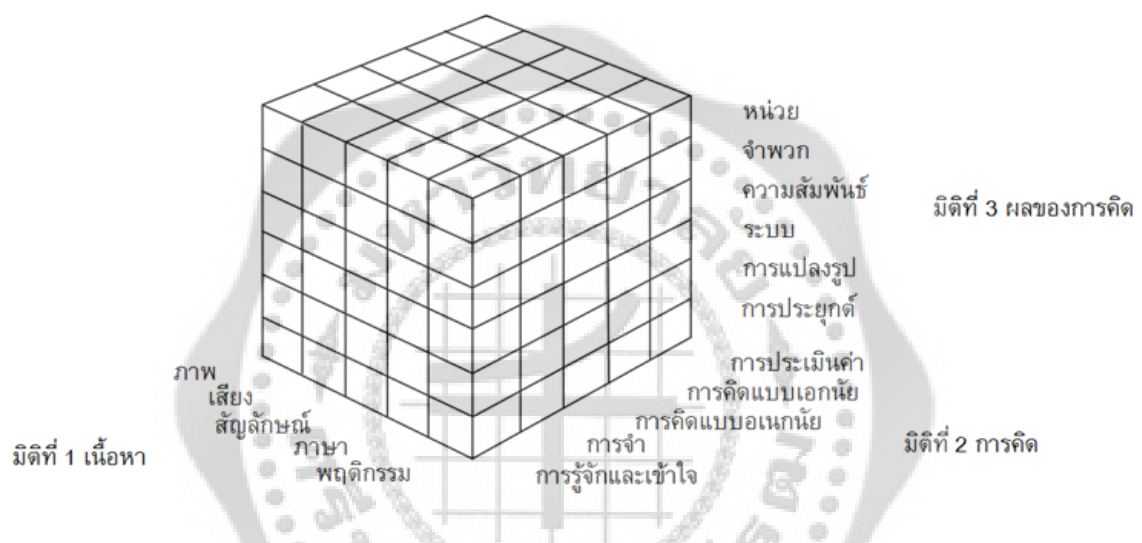 หน่วย
จำพวก
ความสัมพันธ์
ระบบ
การแปลงรูป
การประยุกต์
มิติที่ 3 ผลของการคิด
ภาพ
เสียง
สัญลักษณ์
ภาษา
พฤติกรรม
มิติที่ 1 เนื้อหา
การประเมินค่า
การคิดแบบเอกนัย
การคิดแบบอเนกนัย
การจำ
การรู้จักและเข้าใจ
มิติที่ 2 การคิด